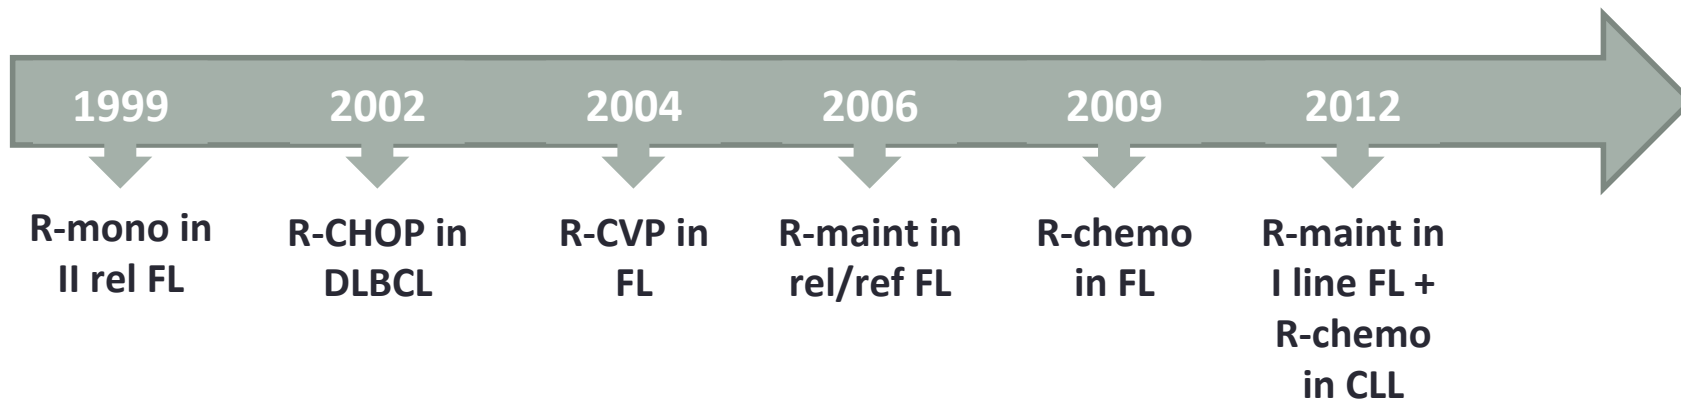 1999
2002
2004
2006
2009
2012
R-mono in
II rel FL
R-CHOP in
DLBCL
R-CVP in
FL
R-maint in
rel/ref FL
R-chemo
in FL
R-maint in
I line FL +
R-chemo
in CLL